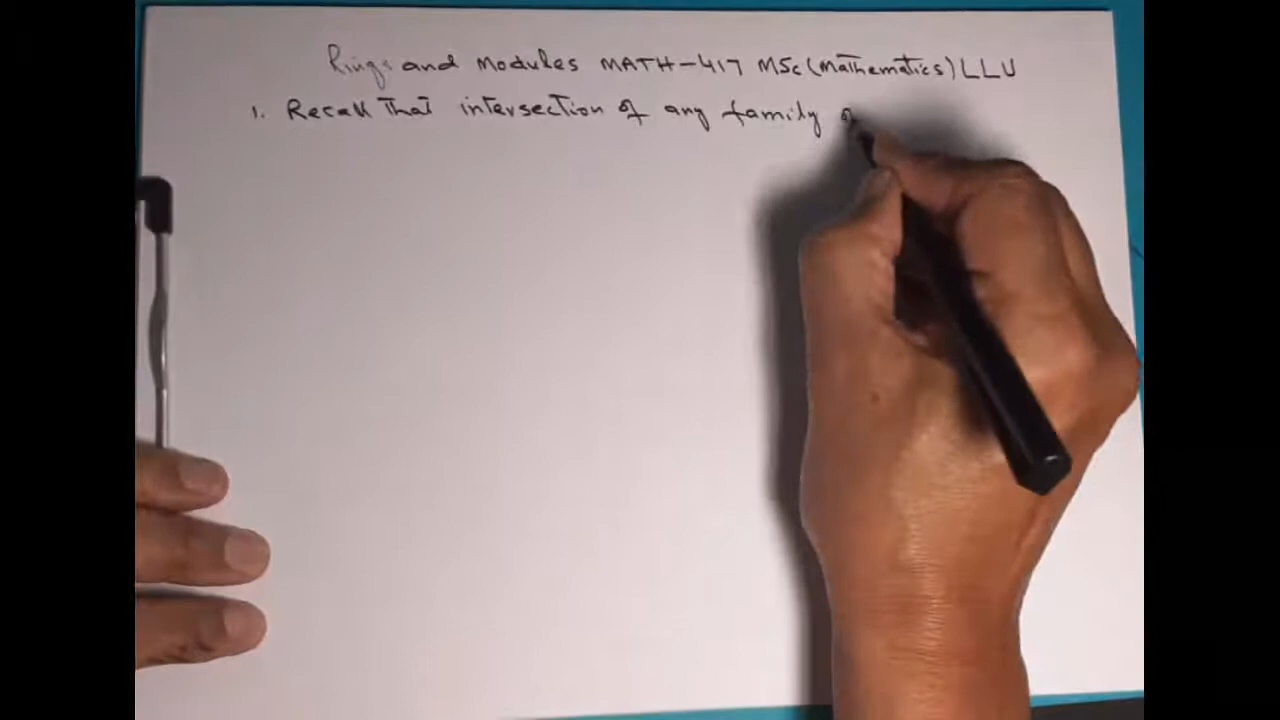 Rings and Modules MATH-417 MSc (Mathematics) LLU
1. Recall that intersection of any family